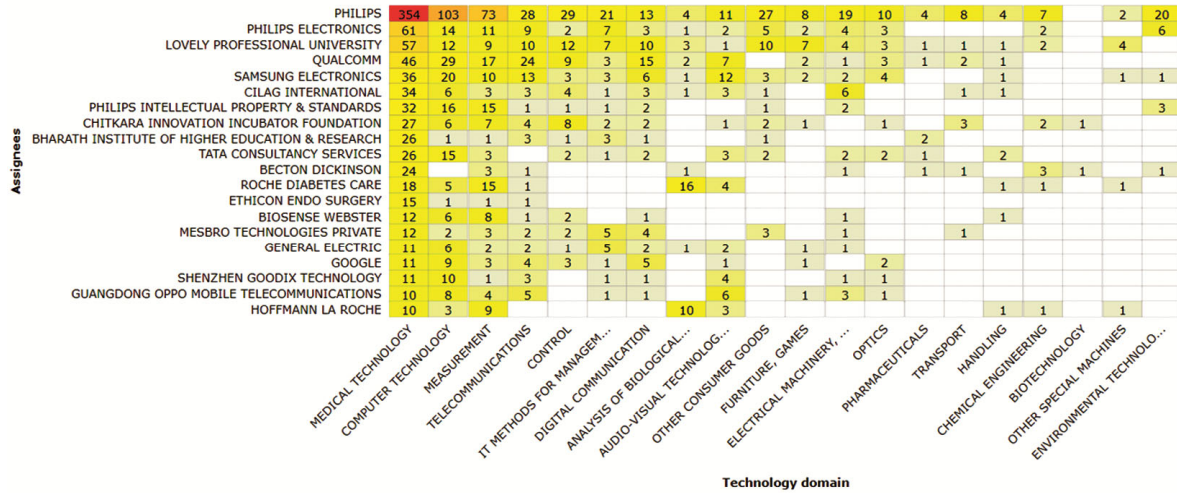 PHILIPS 354 103 73 28 29 21 13 4 11 27 8 19 10 4 8 4 7 2 20
PHILIPS ELECTRONICS 61 14 11 9 2 7 3 1 2 5 2 4 3 2 6
LOVELY PROFESSIONAL UNIVERSITY 57 12 9 10 12 7 10 3 1 10 7 4 3 1 1 1 2 4
QUALCOMM 46 29 17 24 9 3 15 2 7 2 1 3 1 2 1
SAMSUNG ELECTRONICS 36 20 10 13 3 3 6 1 12 3 2 2 4 1 1 1
CILAG INTERNATIONAL 34 6 3 3 4 1 3 1 3 1 6 1 1
PHILIPS INTELLECTUAL PROPERTY & STANDARDS 32 16 15 1 1 1 2 1 2 3
CHITKARA INNOVATION INCUBATOR FOUNDATION 27 6 7 4 8 2 2 1 2 1 1 3 2 1
BHARATH INSTITUTE OF HIGHER EDUCATION & RESEARCH 26 1 1 3 1 3 1 1 2
TATA CONSULTANCY SERVICES 26 15 3 2 1 2 3 2 2 2 1 2
BECTON DICKINSON 24 3 1 1 1 1 1 3 1 1
ROCHE DIABETES CARE 18 5 15 1 16 4 1 1 1
ETHICON ENDO SURGERY 15 1 1 1
BIOSENSE WEBSTER 12 6 8 1 2 1 1 1
MESBRO TECHNOLOGIES PRIVATE 12 2 3 2 2 5 4 3 1 1
GENERAL ELECTRIC 11 6 2 2 1 5 2 1 2 1 1
GOOGLE 11 9 3 4 3 1 5 1 1 2
SHENZHEN GOODIX TECHNOLOGY 11 10 1 3 1 1 4 1 1
GUANGDONG OPPO MOBILE TELECOMMUNICATIONS 10 8 4 5 1 1 6 1 3 1
HOFFMANN LA ROCHE 10 3 9 10 3 1 1 1
Assignees
MEDICAL TECHNOLOGY
COMPUTER TECHNOLOGY
MEASUREMENT
TELECOMMUNICATIONS
CONTROL
IT METHODS FOR MANAGEM...
DIGITAL COMMUNICATION
ANALYSIS OF BIOLOGICAL...
AUDIO-VISUAL TECHNOLOG...
OTHER CONSUMER GOODS
FURNITURE, GAMES
ELECTRICAL MACHINERY, ...
OPTICS
PHARMACEUTICALS
TRANSPORT
HANDLING
CHEMICAL ENGINEERING
BIOTECHNOLOGY
OTHER SPECIAL MACHINES
ENVIRONMENTAL TECHNOLO...
Technology domain